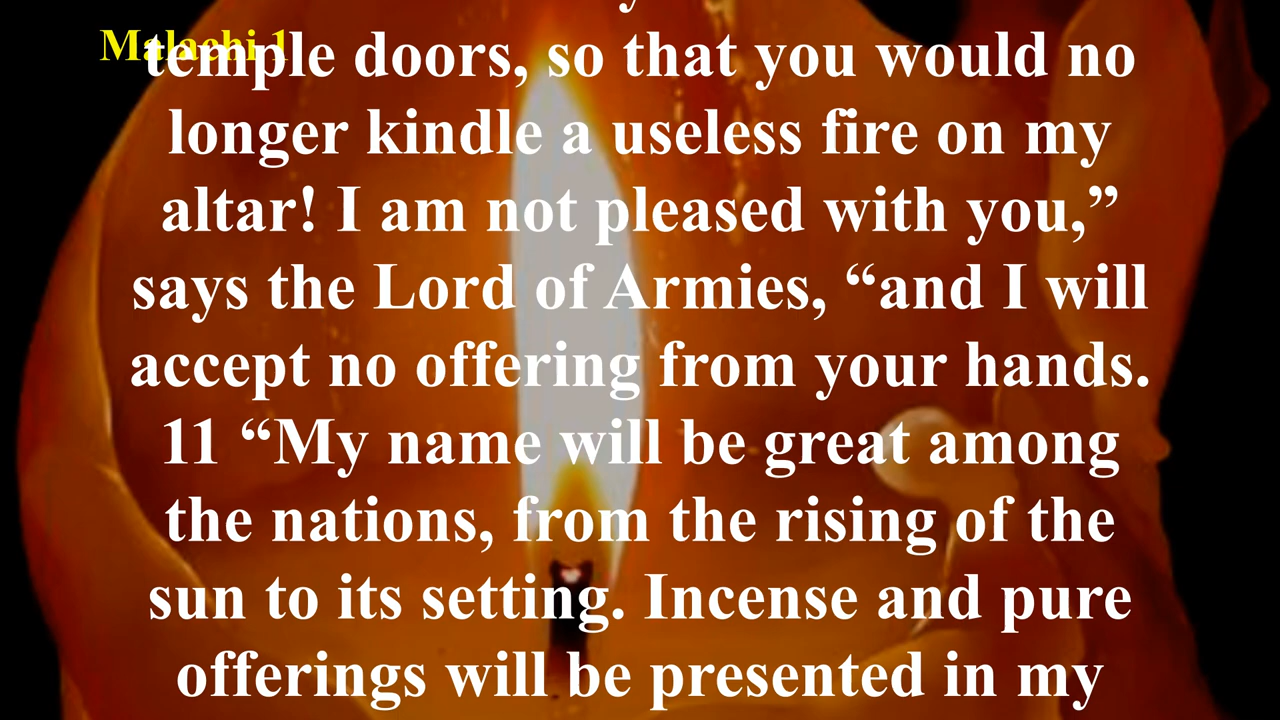 Malachi 1
temple doors, so that you would no
longer kindle a useless fire on my
altar! I am not pleased with you,”
says the Lord of Armies, “and I will
accept no offering from your hands.
11 “My name will be great among
the nations, from the rising of the
sun to its setting. Incense and pure
offerings will be presented in my